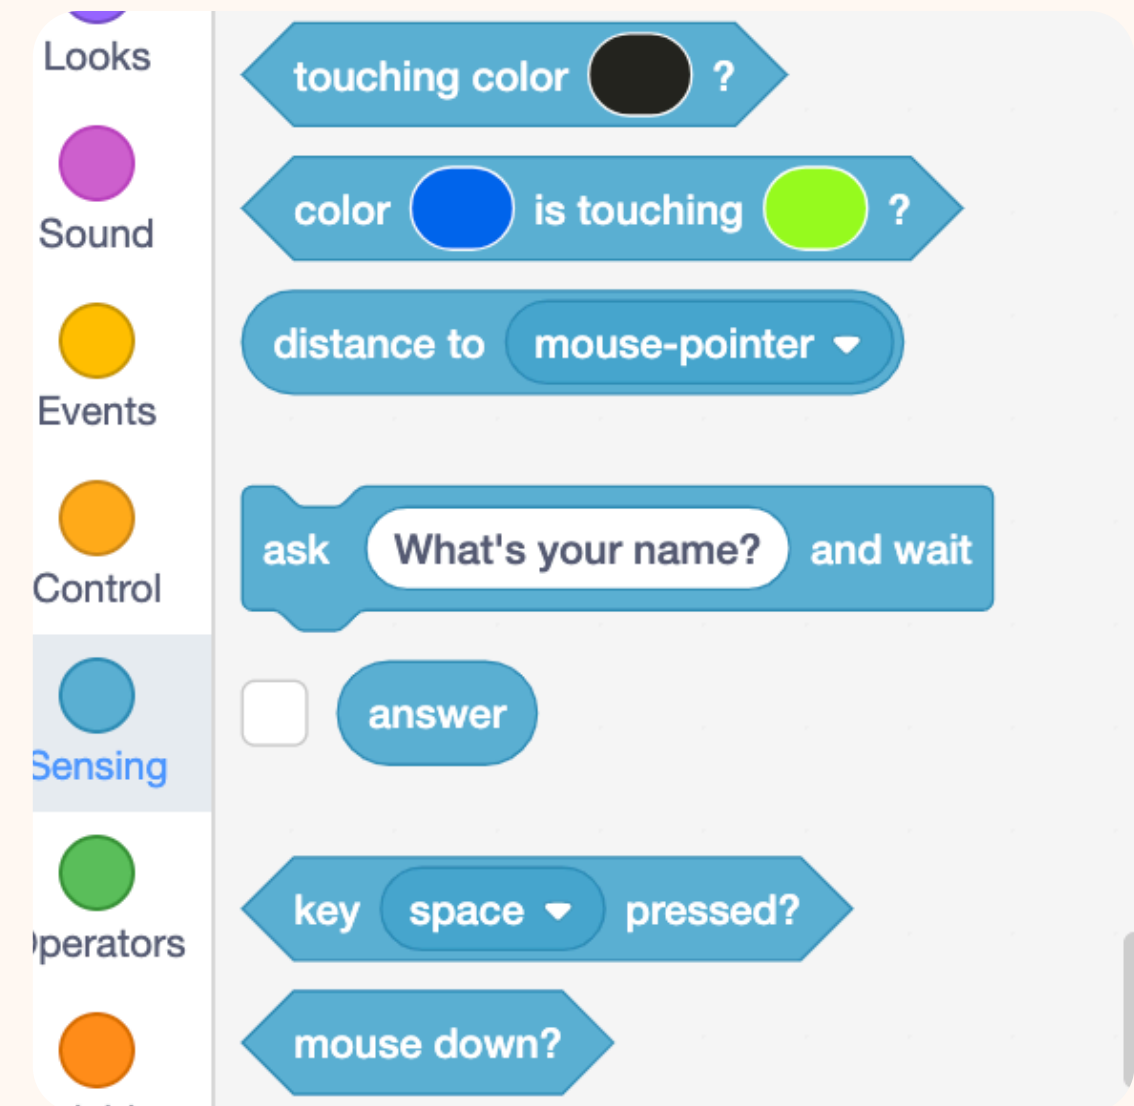 Looks
Sound
Events
Control
Sensing
perators
touching color ?
color is touching ?
distance to mouse-pointer
ask What's your name? and wait
answer
key space pressed?
mouse down?